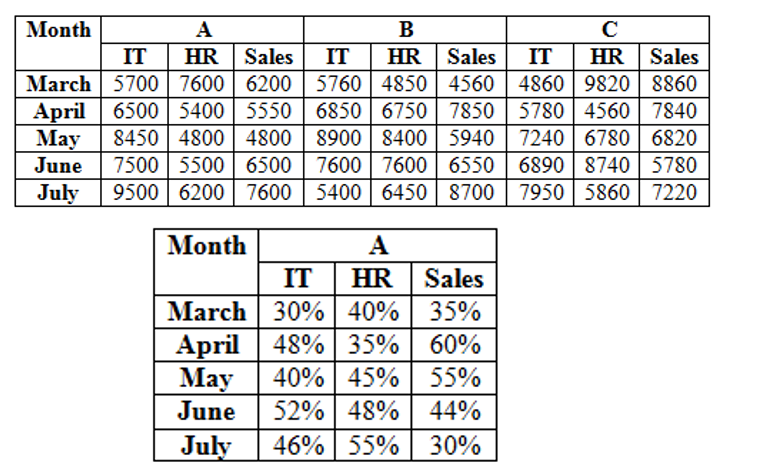 Month A B C
IT HR Sales IT HR Sales IT HR Sales
March 5700 7600 6200 5760 4850 4560 4860 9820 8860
April 6500 5400 5550 6850 6750 7850 5780 4560 7840
May 8450 4800 4800 8900 8400 5940 7240 6780 6820
June 7500 5500 6500 7600 7600 6550 6890 8740 5780
July 9500 6200 7600 5400 6450 8700 7950 5860 7220
Month A
IT HR Sales
March 30% 40% 35%
April 48% 35% 60%
May 40% 45% 55%
June 52% 48% 44%
July 46% 55% 30%